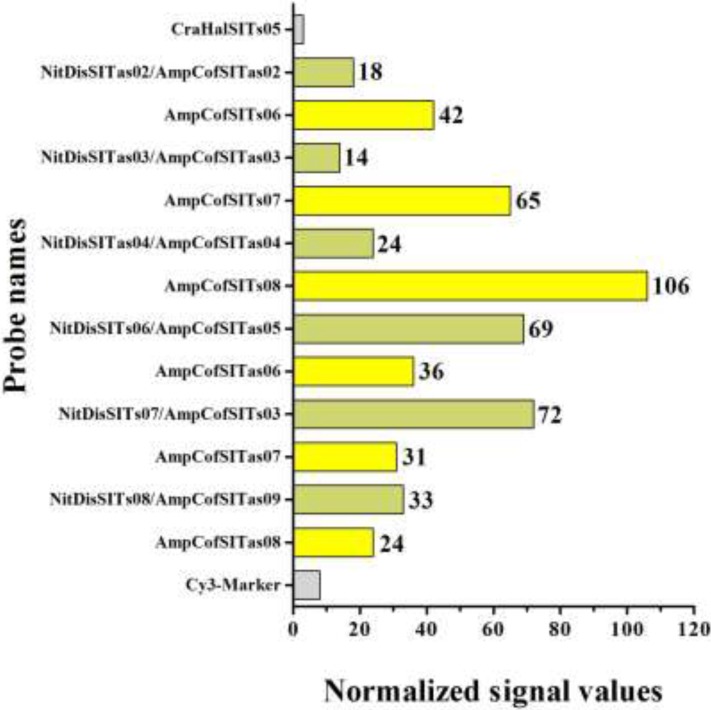 CraHalSITs05
NitDisSITas02/AmpCofSITas02
18
AmpCofSITs06
42
NitDisSITas03/AmpCofSITas03
14
AmpCofSITs07
65
NitDisSITas04/AmpCofSITas04
24
AmpCofSITs08
106
NitDisSITs06/AmpCofSITas05
69
AmpCofSITas06
36
NitDisSITs07/AmpCofSITs03
72
AmpCofSITas07
31
NitDisSITs08/AmpCofSITas09
33
AmpCofSITas08
24
Cy3-Marker
Probe names
0 20 40 60 80 100 120
Normalized signal values